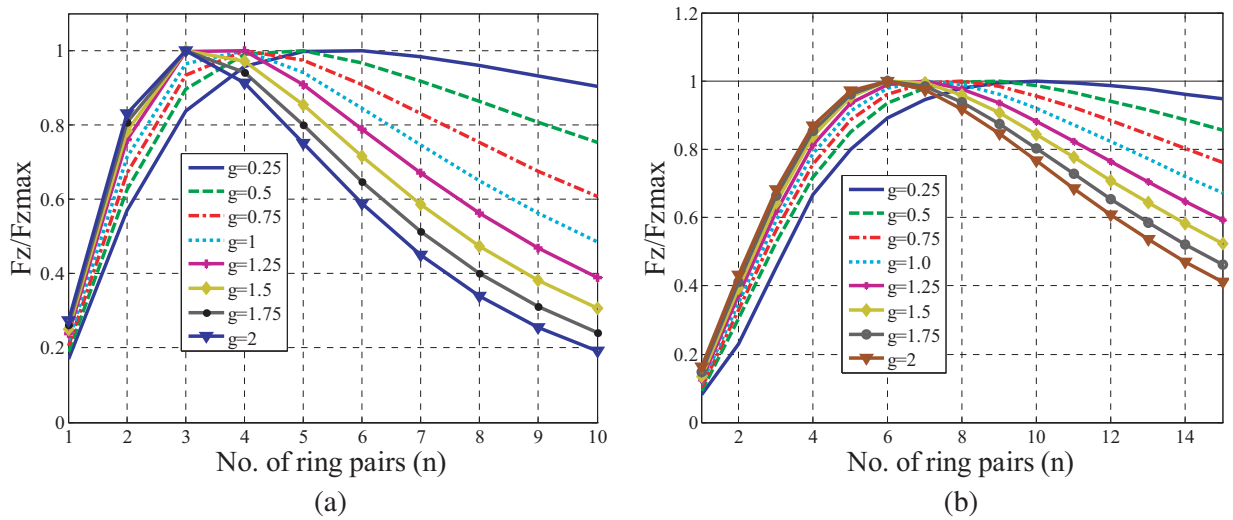 1
0.8
0.6
0.4
0.2
0
1 2 3 4 5 6 7 8 9 10
Fz/Fzmax
No. of ring pairs (n)
g=0.25
g=0.5
g=0.75
g=1
g=1.25
g=1.5
g=1.75
g=2
(a)
1.2
1
0.8
0.6
0.4
0.2
0
2 4 6 8 10 12 14
Fz/Fzmax
No. of ring pairs (n)
g=0.25
g=0.5
g=0.75
g=1.0
g=1.25
g=1.5
g=1.75
g=2
(b)